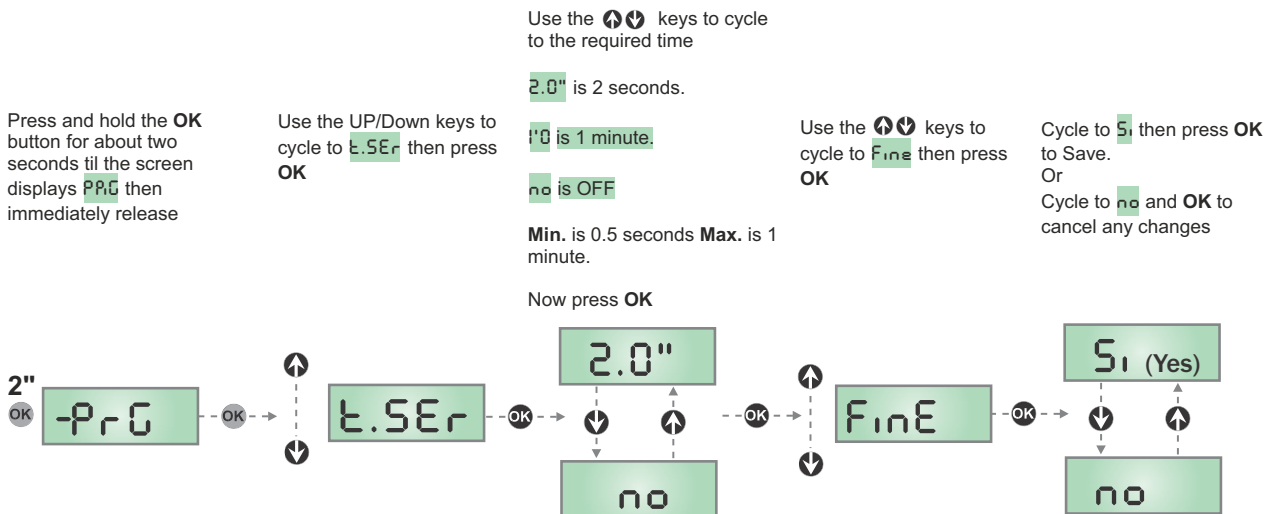 Press and hold the OK
button for about two
seconds til the screen
displays PRG then
immediately release
Use the UP/Down keys to
cycle to t.SEr then press
OK
Use the keys to cycle
to the required time
2.0" is 2 seconds.
1'0 is 1 minute.
no is OFF
Min. is 0.5 seconds Max. is 1
minute.
Now press OK
Use the keys to
cycle to Fine then press
OK
Cycle to Si then press OK
to Save.
Or
Cycle to no and OK to
cancel any changes
2"
OK
-PrG
OK
t.SEr
OK
2.0"
no
OK
FinE
OK
Si (Yes)
no